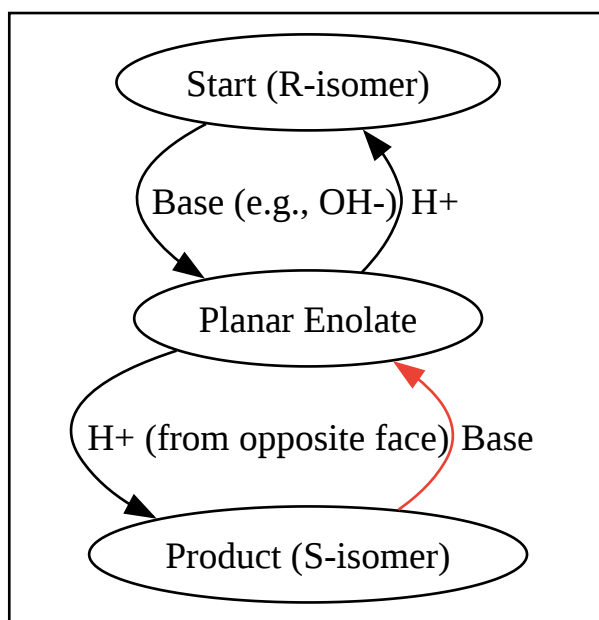 Start (R-isomer)
Base (e.g., OH-) H+
Planar Enolate
H+ (from opposite face) Base
Product (S-isomer)